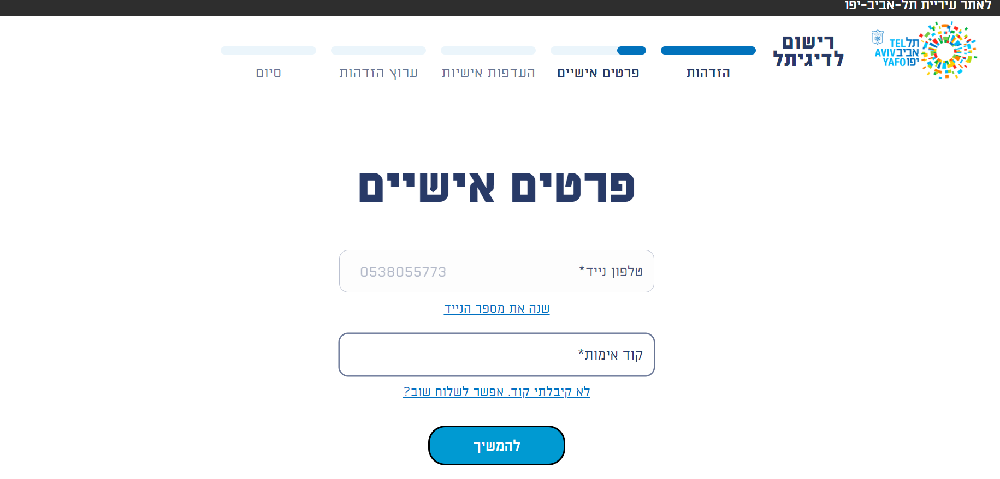 לאתר עיריית תל-אביב-יפו
תל TEL
אביב AVIV
יפו YAFO
רישום
לדיגיתל
הזדהות
פרטים אישיים
העדפות אישיות
ערוץ הזדהות
סיום
פרטים אישיים
טלפון נייד*
0538055773
שנה את מספר הנייד
קוד אימות*
לא קיבלתי קוד. אפשר לשלוח שוב?
להמשיך